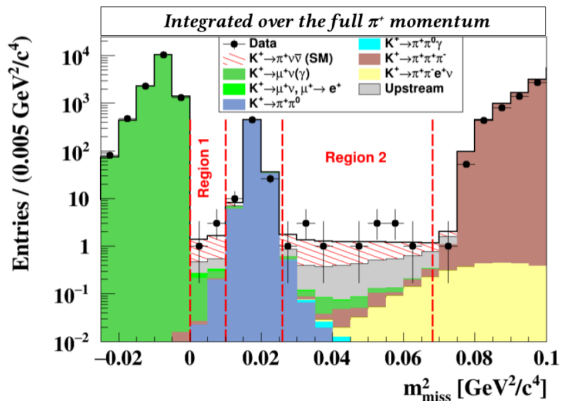 Integrated over the full π⁺ momentum
Entries / (0.005 GeV²/c⁴)
10⁴
10³
10²
10
1
10⁻¹
10⁻²
Data
K⁺→π⁺νν̅ (SM)
K⁺→μ⁺ν(γ)
K⁺→μ⁺ν, μ⁺→ e⁺
K⁺→π⁺π⁰
K⁺→π⁺π⁰γ
K⁺→π⁺π⁺π⁻
K⁺→π⁺π⁻e⁺ν
Upstream
Region 1
Region 2
−0.02 0 0.02 0.04 0.06 0.08 0.1
m²miss [GeV²/c⁴]